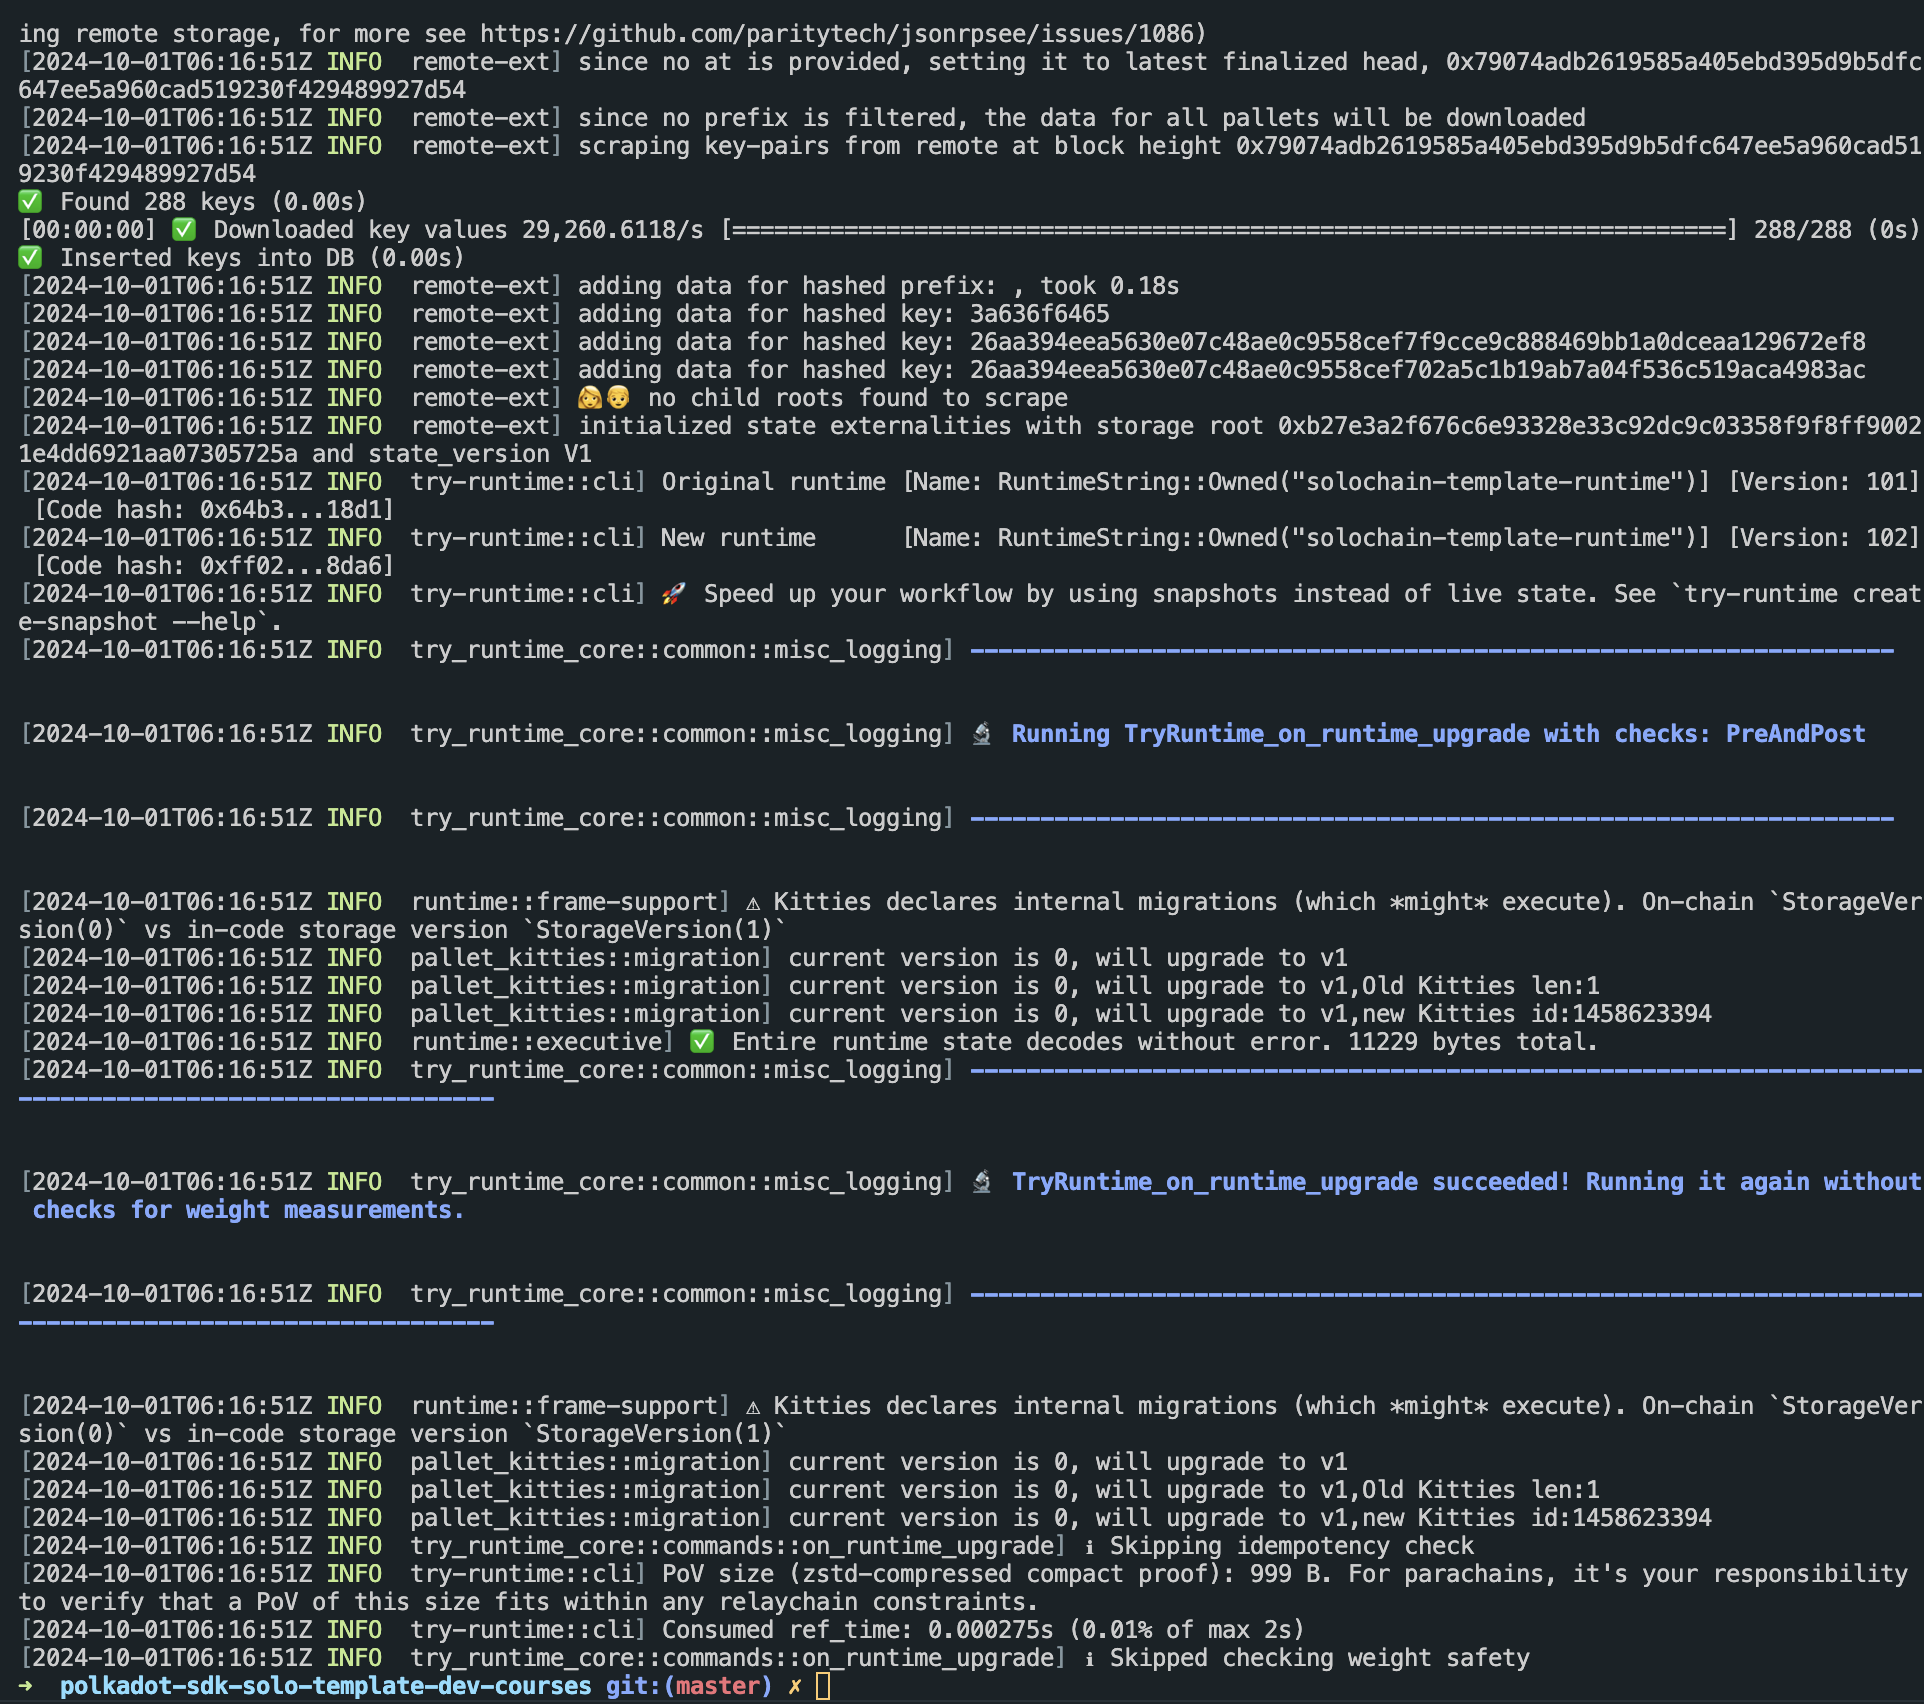 ing remote storage, for more see https://github.com/paritytech/jsonrpsee/issues/1086)
[2024-10-01T06:16:51Z INFO  remote-ext] since no at is provided, setting it to latest finalized head, 0x79074adb2619585a405ebd395d9b5dfc
647ee5a960cad519230f429489927d54
[2024-10-01T06:16:51Z INFO  remote-ext] since no prefix is filtered, the data for all pallets will be downloaded
[2024-10-01T06:16:51Z INFO  remote-ext] scraping key-pairs from remote at block height 0x79074adb2619585a405ebd395d9b5dfc647ee5a960cad51
9230f429489927d54
✅ Found 288 keys (0.00s)
[00:00:00] ✅ Downloaded key values 29,260.6118/s [=======================================================================] 288/288 (0s)
✅ Inserted keys into DB (0.00s)
[2024-10-01T06:16:51Z INFO  remote-ext] adding data for hashed prefix: , took 0.18s
[2024-10-01T06:16:51Z INFO  remote-ext] adding data for hashed key: 3a636f6465
[2024-10-01T06:16:51Z INFO  remote-ext] adding data for hashed key: 26aa394eea5630e07c48ae0c9558cef7f9cce9c888469bb1a0dceaa129672ef8
[2024-10-01T06:16:51Z INFO  remote-ext] adding data for hashed key: 26aa394eea5630e07c48ae0c9558cef702a5c1b19ab7a04f536c519aca4983ac
[2024-10-01T06:16:51Z INFO  remote-ext] 👩👦 no child roots found to scrape
[2024-10-01T06:16:51Z INFO  remote-ext] initialized state externalities with storage root 0xb27e3a2f676c6e93328e33c92dc9c03358f9f8ff9002
1e4dd6921aa07305725a and state_version V1
[2024-10-01T06:16:51Z INFO  try-runtime::cli] Original runtime [Name: RuntimeString::Owned("solochain-template-runtime")] [Version: 101]
[Code hash: 0x64b3...18d1]
[2024-10-01T06:16:51Z INFO  try-runtime::cli] New runtime      [Name: RuntimeString::Owned("solochain-template-runtime")] [Version: 102]
[Code hash: 0xff02...8da6]
[2024-10-01T06:16:51Z INFO  try-runtime::cli] 🚀 Speed up your workflow by using snapshots instead of live state. See `try-runtime creat
e-snapshot --help`.
[2024-10-01T06:16:51Z INFO  try_runtime_core::common::misc_logging] ------------------------------------------------------------------
[2024-10-01T06:16:51Z INFO  try_runtime_core::common::misc_logging] 🔬 Running TryRuntime_on_runtime_upgrade with checks: PreAndPost
[2024-10-01T06:16:51Z INFO  try_runtime_core::common::misc_logging] ------------------------------------------------------------------
[2024-10-01T06:16:51Z INFO  runtime::frame-support] ⚠ Kitties declares internal migrations (which *might* execute). On-chain `StorageVer
sion(0)` vs in-code storage version `StorageVersion(1)`
[2024-10-01T06:16:51Z INFO  pallet_kitties::migration] current version is 0, will upgrade to v1
[2024-10-01T06:16:51Z INFO  pallet_kitties::migration] current version is 0, will upgrade to v1,Old Kitties len:1
[2024-10-01T06:16:51Z INFO  pallet_kitties::migration] current version is 0, will upgrade to v1,new Kitties id:1458623394
[2024-10-01T06:16:51Z INFO  runtime::executive] ✅ Entire runtime state decodes without error. 11229 bytes total.
[2024-10-01T06:16:51Z INFO  try_runtime_core::common::misc_logging] --------------------------------------------------------------------
----------------------------------
[2024-10-01T06:16:51Z INFO  try_runtime_core::common::misc_logging] 🔬 TryRuntime_on_runtime_upgrade succeeded! Running it again without
checks for weight measurements.
[2024-10-01T06:16:51Z INFO  try_runtime_core::common::misc_logging] --------------------------------------------------------------------
----------------------------------
[2024-10-01T06:16:51Z INFO  runtime::frame-support] ⚠ Kitties declares internal migrations (which *might* execute). On-chain `StorageVer
sion(0)` vs in-code storage version `StorageVersion(1)`
[2024-10-01T06:16:51Z INFO  pallet_kitties::migration] current version is 0, will upgrade to v1
[2024-10-01T06:16:51Z INFO  pallet_kitties::migration] current version is 0, will upgrade to v1,Old Kitties len:1
[2024-10-01T06:16:51Z INFO  pallet_kitties::migration] current version is 0, will upgrade to v1,new Kitties id:1458623394
[2024-10-01T06:16:51Z INFO  try_runtime_core::commands::on_runtime_upgrade] ℹ Skipping idempotency check
[2024-10-01T06:16:51Z INFO  try-runtime::cli] PoV size (zstd-compressed compact proof): 999 B. For parachains, it's your responsibility
to verify that a PoV of this size fits within any relaychain constraints.
[2024-10-01T06:16:51Z INFO  try-runtime::cli] Consumed ref_time: 0.000275s (0.01% of max 2s)
[2024-10-01T06:16:51Z INFO  try_runtime_core::commands::on_runtime_upgrade] ℹ Skipped checking weight safety
➜  polkadot-sdk-solo-template-dev-courses git:(master) ✗